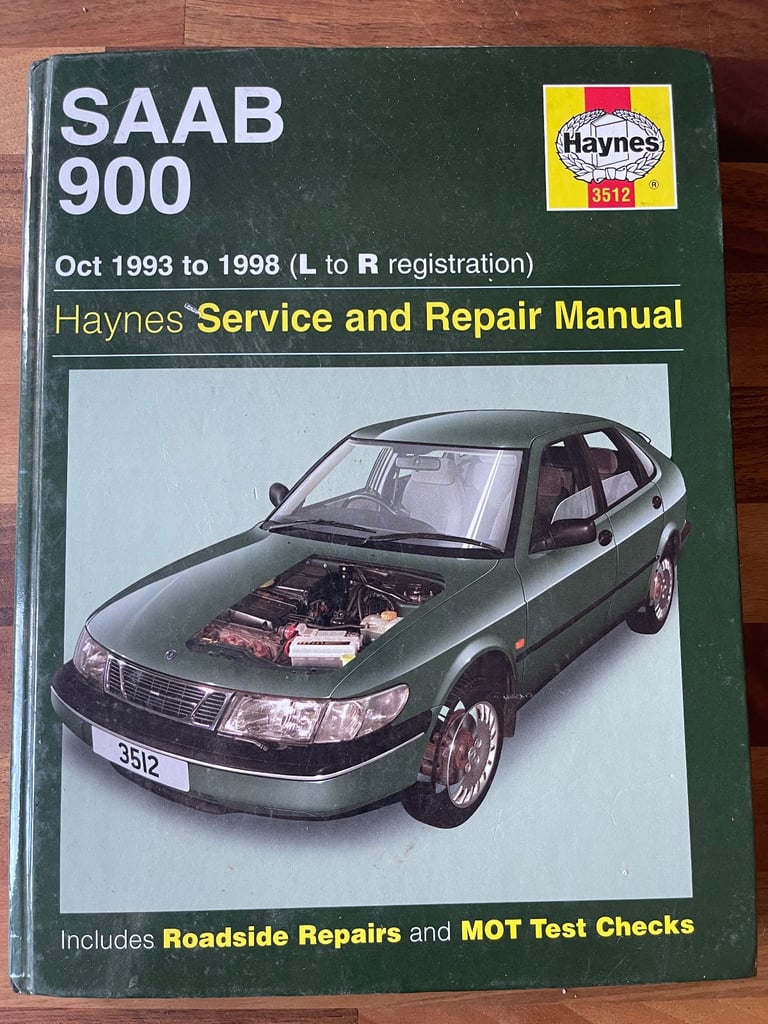 SAAB
900
Haynes
®
3512
Oct 1993 to 1998 (L to R registration)
Haynes Service and Repair Manual
3512
Includes Roadside Repairs and MOT Test Checks